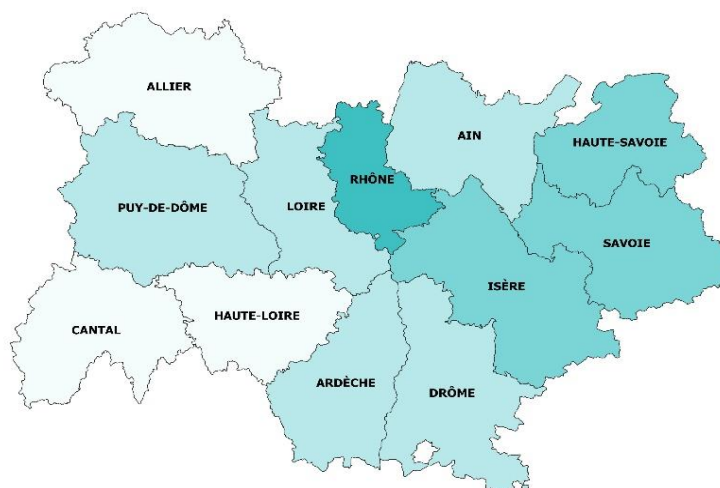 ALLIER
AIN
HAUTE-SAVOIE
RHÔNE
PUY-DE-DÔME
LOIRE
SAVOIE
ISÈRE
HAUTE-LOIRE
CANTAL
ARDÈCHE
DRÔME